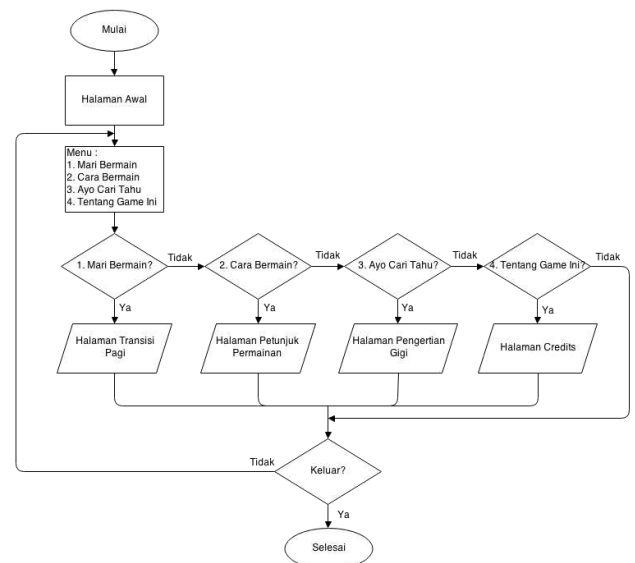 Mulai
Halaman Awal
Menu :
1. Mari Bermain
2. Cara Bermain
3. Ayo Cari Tahu
4. Tentang Game Ini
1. Mari Bermain?
Tidak
2. Cara Bermain?
Tidak
3. Ayo Cari Tahu?
Tidak
4. Tentang Game Ini?
Tidak
Ya
Ya
Ya
Ya
Halaman Transisi
Pagi
Halaman Petunjuk
Permainan
Halaman Pengertian
Gigi
Halaman Credits
Tidak
Keluar?
Ya
Selesai